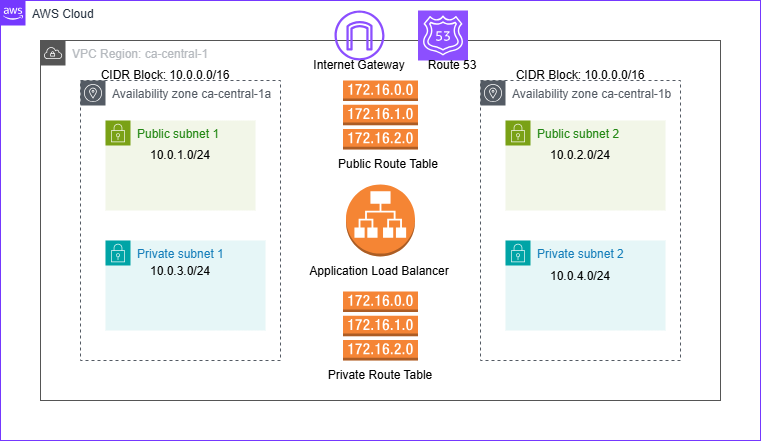 aws
AWS Cloud
53
VPC Region: ca-central-1
Internet Gateway
Route 53
CIDR Block: 10.0.0.0/16
CIDR Block: 10.0.0.0/16
Availability zone ca-central-1a
172.16.0.0
172.16.1.0
172.16.2.0
Availability zone ca-central-1b
Public subnet 1
10.0.1.0/24
Public subnet 2
10.0.2.0/24
Public Route Table
Private subnet 1
10.0.3.0/24
Private subnet 2
10.0.4.0/24
Application Load Balancer
172.16.0.0
172.16.1.0
172.16.2.0
Private Route Table